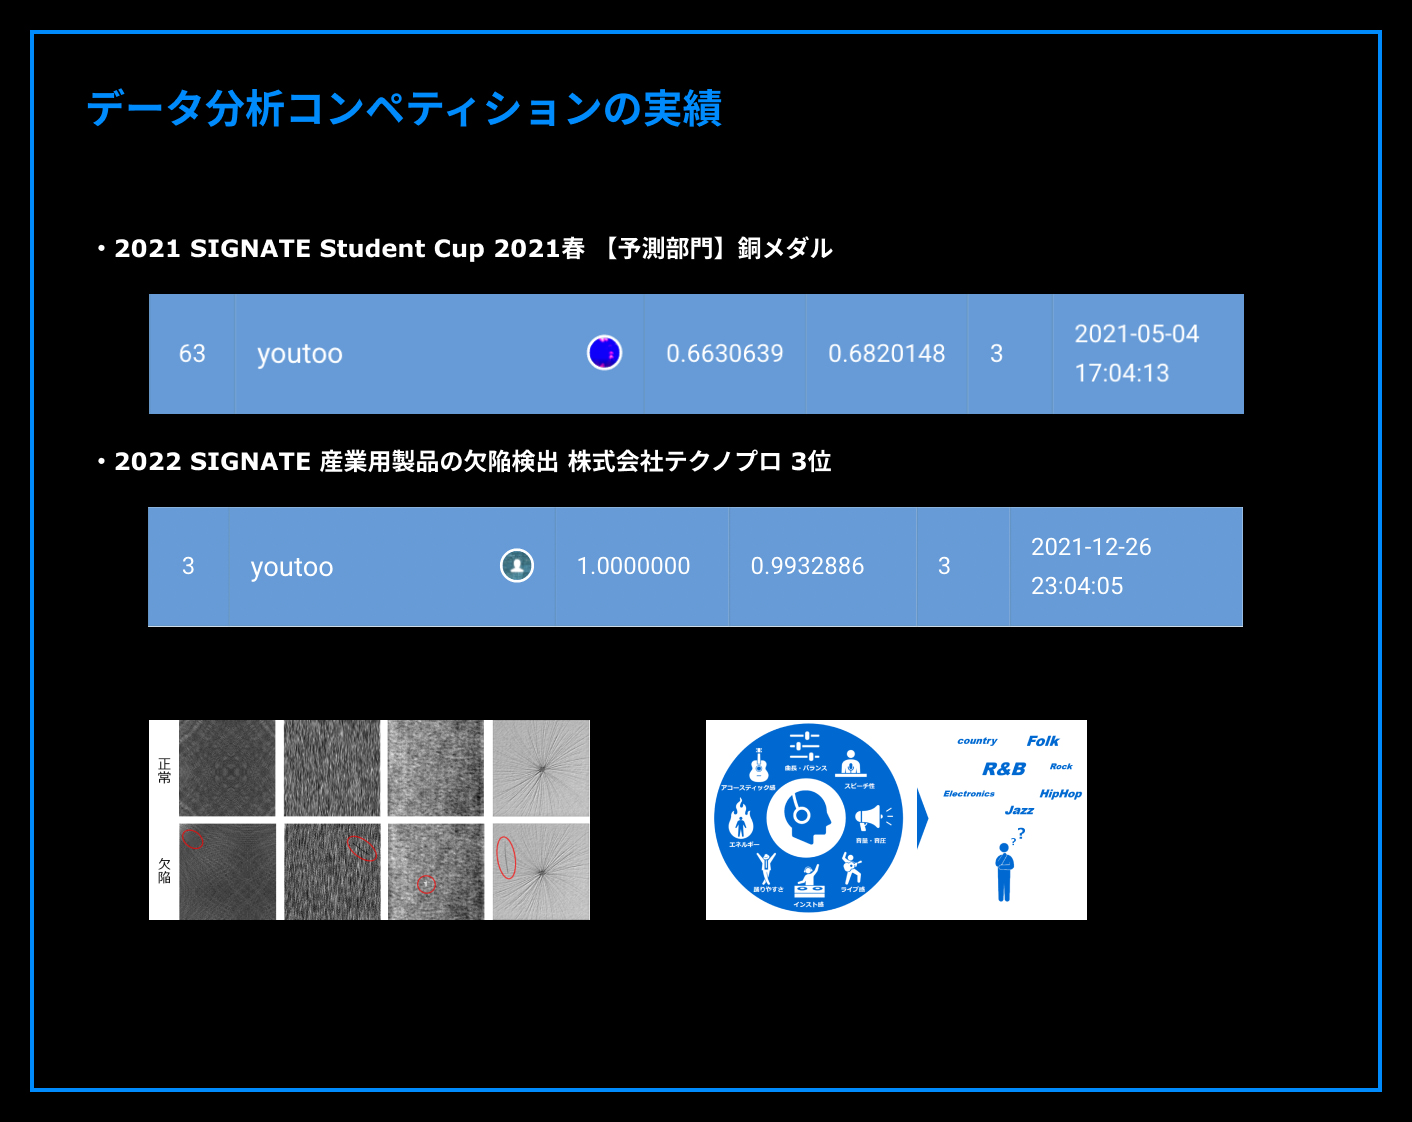 データ分析コンペティションの実績
・2021 SIGNATE Student Cup 2021春 【予測部門】銅メダル
63 youtoo 0.6630639 0.6820148 3 2021-05-04
17:04:13
・2022 SIGNATE 産業用製品の欠陥検出 株式会社テクノプロ 3位
3 youtoo 1.0000000 0.9932886 3 2021-12-26
23:04:05
正常
欠陥
曲長・バランス
アコースティック感
スピーチ性
エネルギー
音量・音圧
踊りやすさ
ライブ感
インスト感
country Folk
R&B Rock
Electronics HipHop
Jazz
? ?